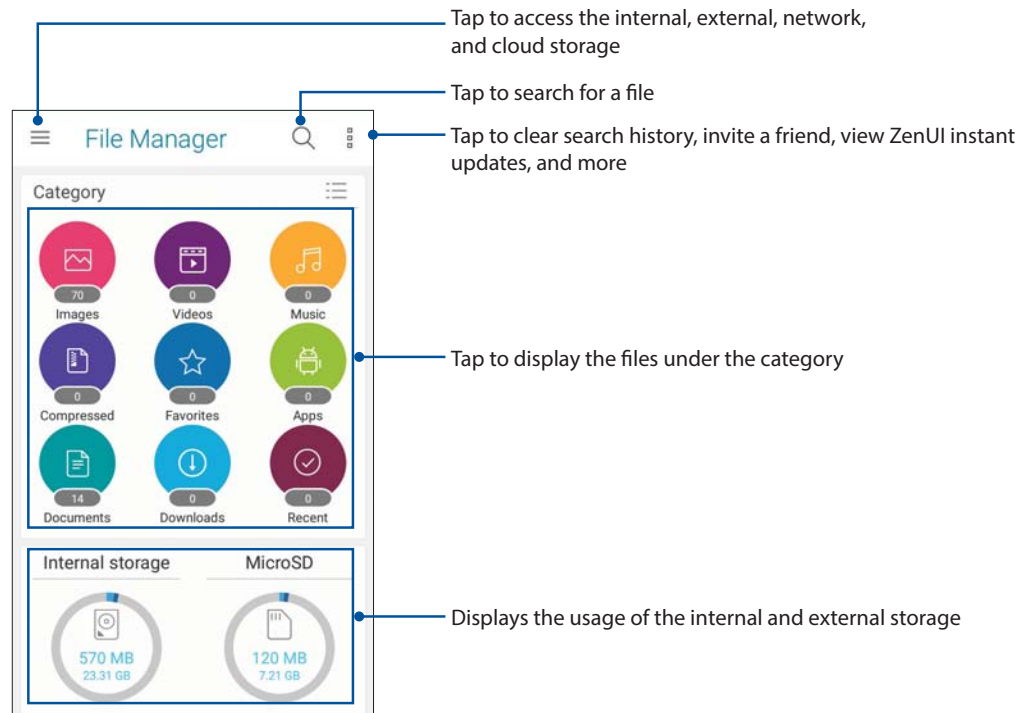 Tap to access the internal, external, network,
and cloud storage
Tap to search for a file
File Manager
Tap to clear search history, invite a friend, view ZenUI instant
updates, and more
Category
70
0
0
Images
Videos
Music
0
0
0
Compressed
Favorites
Apps
Tap to display the files under the category
14
0
0
Documents
Downloads
Recent
Internal storage
MicroSD
570 MB
23.31 GB
120 MB
7.21 GB
Displays the usage of the internal and external storage